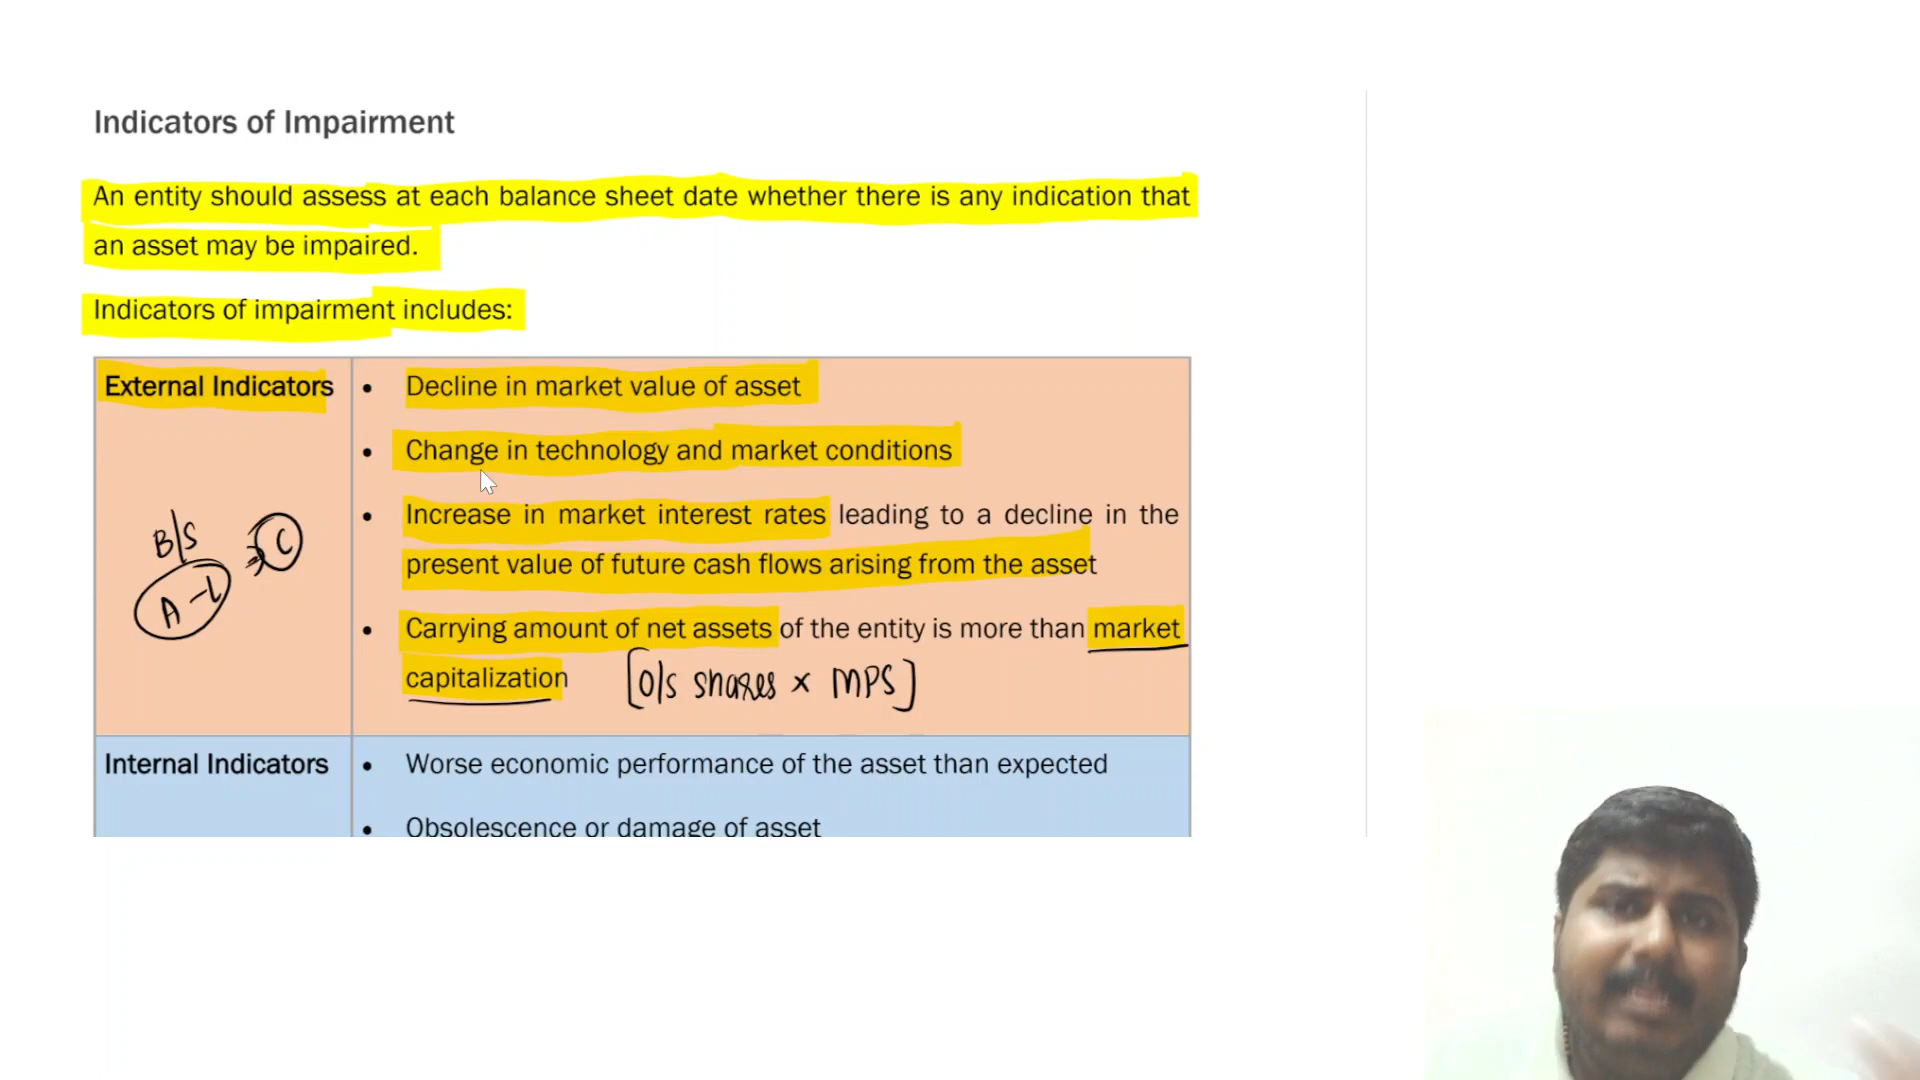 Indicators of Impairment
An entity should assess at each balance sheet date whether there is any indication that
an asset may be impaired.
Indicators of impairment includes:
External Indicators
• Decline in market value of asset
• Change in technology and market conditions
• Increase in market interest rates leading to a decline in the
present value of future cash flows arising from the asset
• Carrying amount of net assets of the entity is more than market
capitalization [O/s shares × MPS]
B/S
A - L
C
Internal Indicators
• Worse economic performance of the asset than expected
• Obsolescence or damage of asset